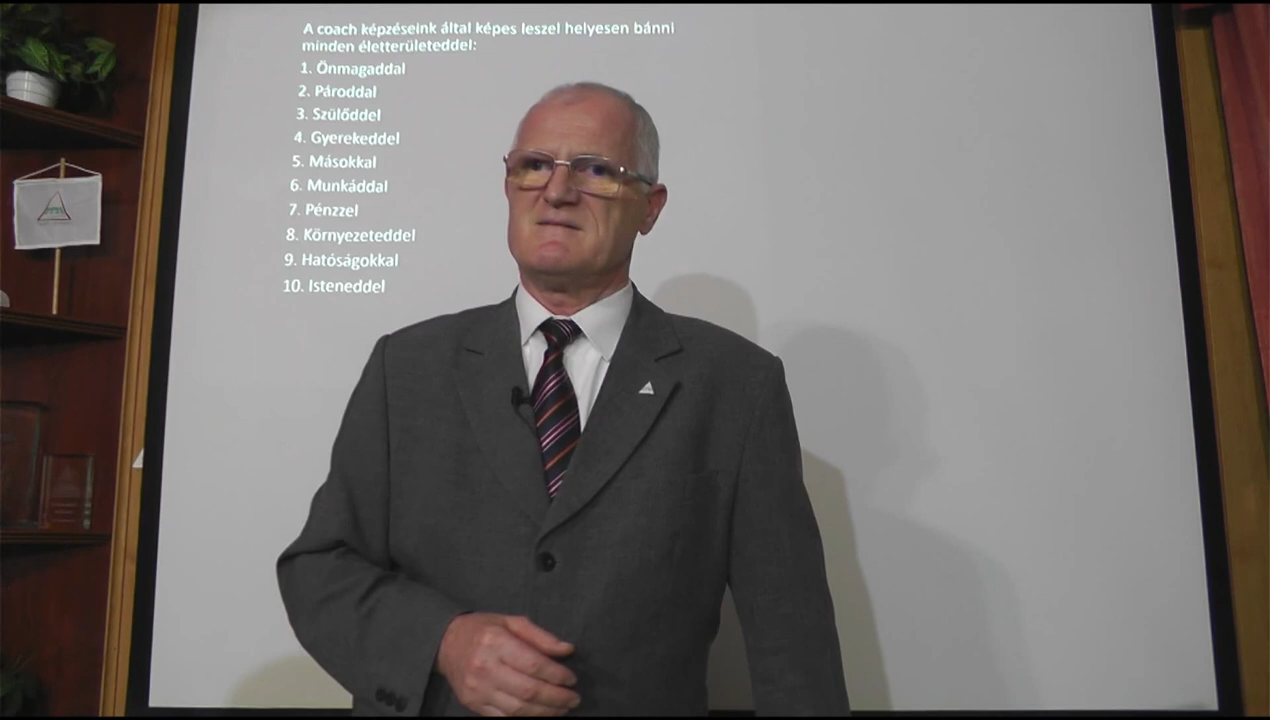 A coach képzéseink által képes leszel helyesen bánni
minden életterületeddel:
1. Önmagaddal
2. Pároddal
3. Szülőddel
4. Gyerekeddel
5. Másokkal
6. Munkáddal
7. Pénzzel
8. Környezeteddel
9. Hatóságokkal
10. Isteneddel